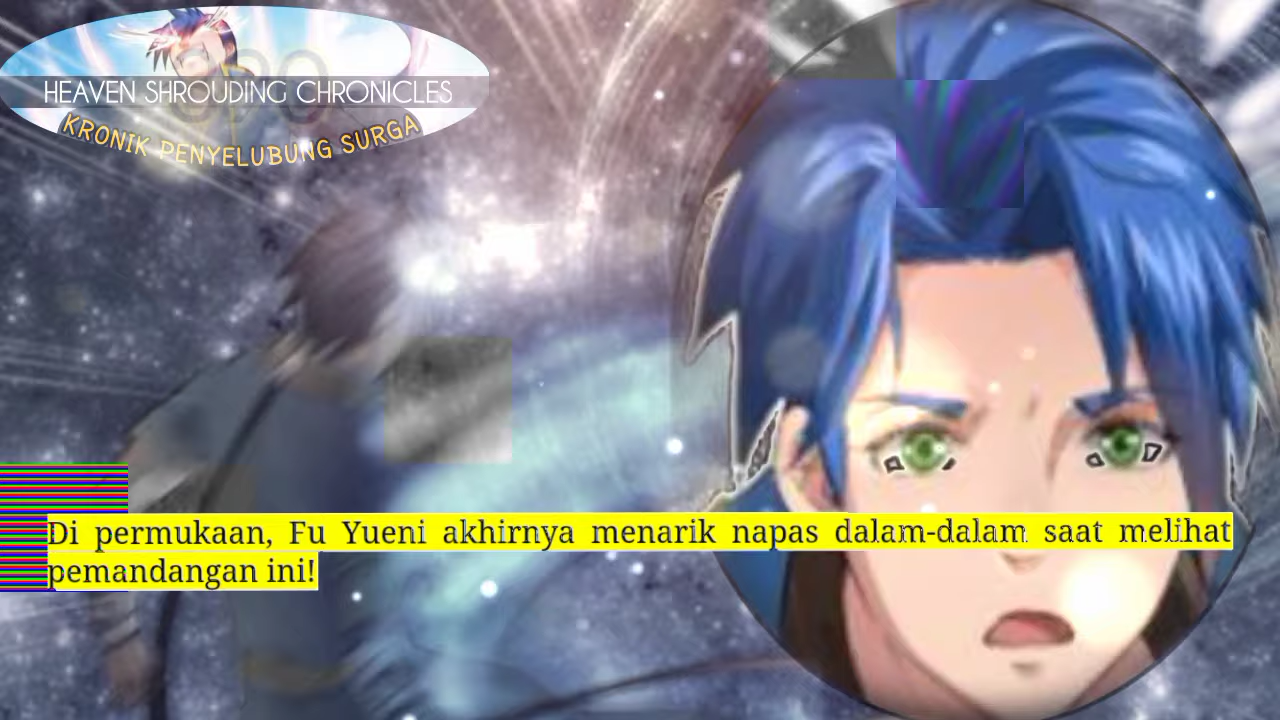 HEAVEN SHROUDING CHRONICLES
KRONIK PENYELUBUNG SURGA
Di permukaan, Fu Yueni akhirnya menarik napas dalam-dalam saat melihat
pemandangan ini!